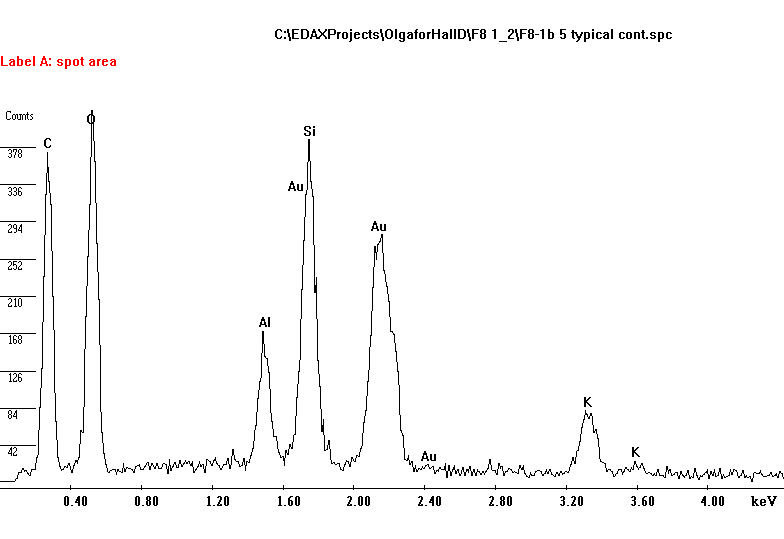 C:\EDAXProjects\OlgaforHallD\F8 1_2\F8-1b 5 typical cont.spc
Label A: spot area
Counts
O
Si
C
378
Au
336
Au
294
252
210
Al
168
126
K
84
Au
K
42
0.40 0.80 1.20 1.60 2.00 2.40 2.80 3.20 3.60 4.00 keV